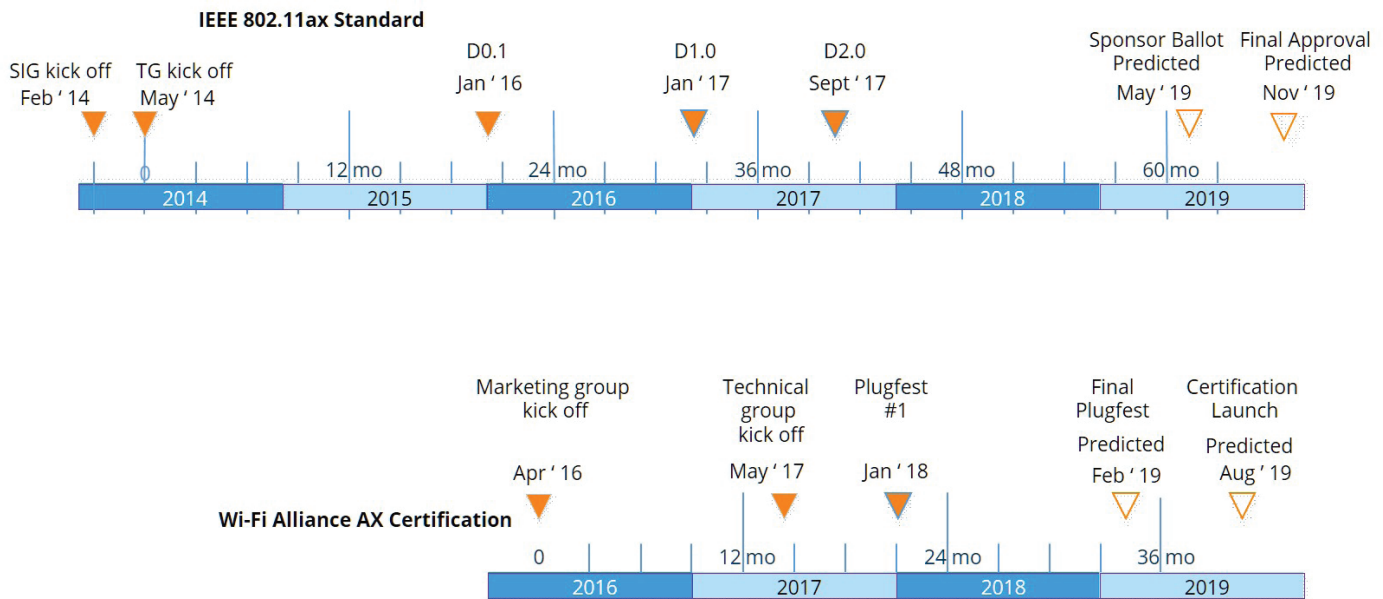 IEEE 802.11ax Standard
SIG kick off
Feb ‘ 14
TG kick off
May ‘ 14
D0.1
Jan ‘ 16
D1.0
Jan ‘ 17
D2.0
Sept ‘ 17
Sponsor Ballot
Predicted
May ‘ 19
Final Approval
Predicted
Nov ‘ 19
0
12 mo
24 mo
36 mo
48 mo
60 mo
2014
2015
2016
2017
2018
2019
Marketing group
kick off
Apr ‘ 16
Technical
group
kick off
May ‘ 17
Plugfest
#1
Jan ‘ 18
Final
Plugfest
Predicted
Feb ‘ 19
Certification
Launch
Predicted
Aug ‘ 19
Wi-Fi Alliance AX Certification
0
12 mo
24 mo
36 mo
2016
2017
2018
2019